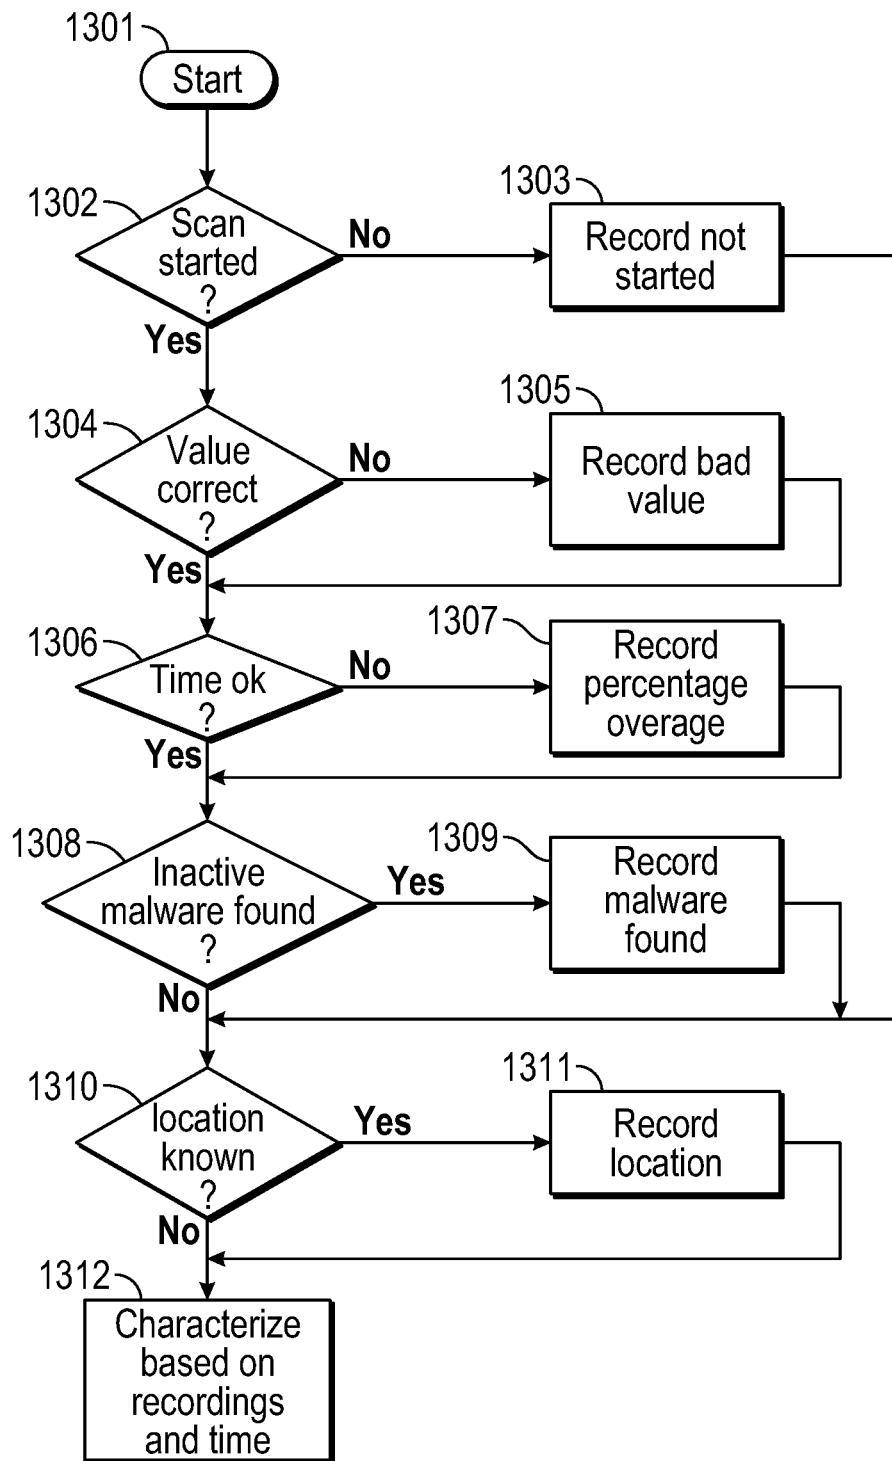 1301
Start
1302
Scan
started
?
No
Yes
1303
Record not
started
1304
Value
correct
?
No
Yes
1305
Record bad
value
1306
Time ok
?
No
Yes
1307
Record
percentage
overage
1308
Inactive
malware found
?
Yes
No
1309
Record
malware
found
1310
location
known
?
Yes
No
1311
Record
location
1312
Characterize
based on
recordings
and time